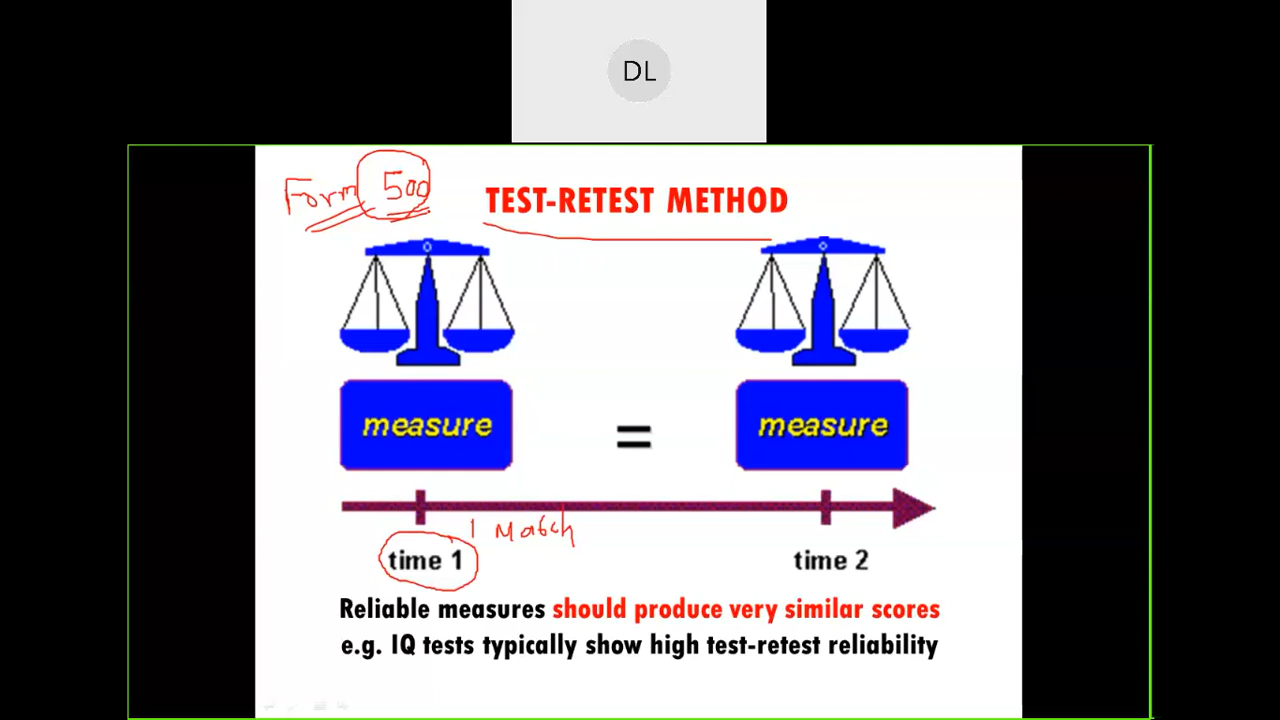 DL
Form 500
TEST-RETEST METHOD
measure = measure
1 March
time 1 time 2
Reliable measures should produce very similar scores
e.g. IQ tests typically show high test-retest reliability